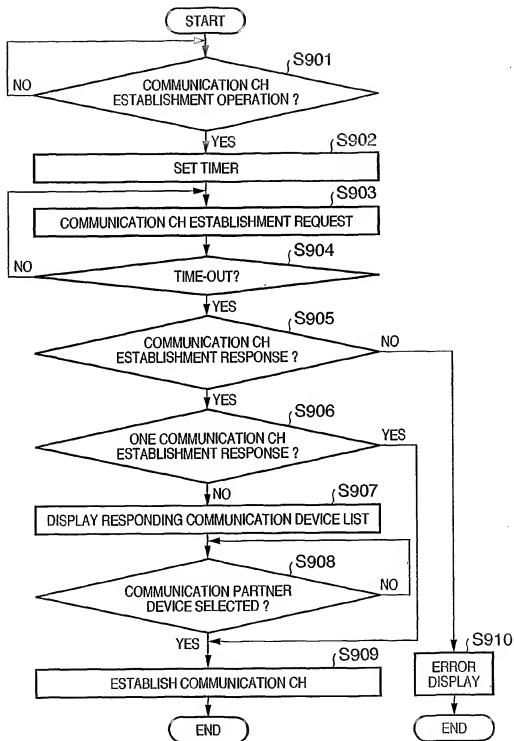 START
S901
COMMUNICATION CH
ESTABLISHMENT OPERATION ?
NO
YES
S902
SET TIMER
S903
COMMUNICATION CH ESTABLISHMENT REQUEST
S904
TIME-OUT?
NO
YES
S905
COMMUNICATION CH
ESTABLISHMENT RESPONSE ?
NO
YES
S906
ONE COMMUNICATION CH
ESTABLISHMENT RESPONSE ?
YES
NO
S907
DISPLAY RESPONDING COMMUNICATION DEVICE LIST
S908
COMMUNICATION PARTNER
DEVICE SELECTED ?
NO
YES
S909
ESTABLISH COMMUNICATION CH
END
S910
ERROR
DISPLAY
END